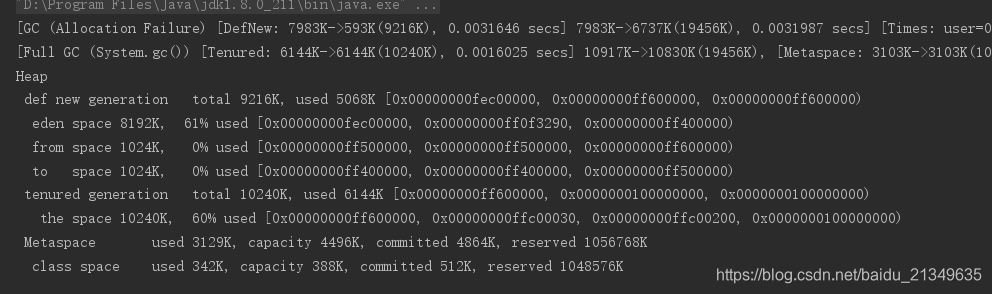 "D:\Program Files\Java\jdk1.8.0_211\bin\java.exe" ...
[GC (Allocation Failure) [DefNew: 7983K->593K(9216K), 0.0031646 secs] 7983K->6737K(19456K), 0.0031987 secs] [Times: user=0
[Full GC (System.gc()) [Tenured: 6144K->6144K(10240K), 0.0016025 secs] 10917K->10830K(19456K), [Metaspace: 3103K->3103K(10
Heap
def new generation   total 9216K, used 5068K [0x00000000fec00000, 0x00000000ff600000, 0x00000000ff600000)
eden space 8192K,  61% used [0x00000000fec00000, 0x00000000ff0f3290, 0x00000000ff400000)
from space 1024K,   0% used [0x00000000ff500000, 0x00000000ff500000, 0x00000000ff600000)
to   space 1024K,   0% used [0x00000000ff400000, 0x00000000ff400000, 0x00000000ff500000)
tenured generation   total 10240K, used 6144K [0x00000000ff600000, 0x0000000100000000, 0x0000000100000000)
the space 10240K,  60% used [0x00000000ff600000, 0x00000000ffc00030, 0x00000000ffc00200, 0x0000000100000000)
Metaspace       used 3129K, capacity 4496K, committed 4864K, reserved 1056768K
class space    used 342K, capacity 388K, committed 512K, reserved 1048576K
https://blog.csdn.net/baidu_21349635